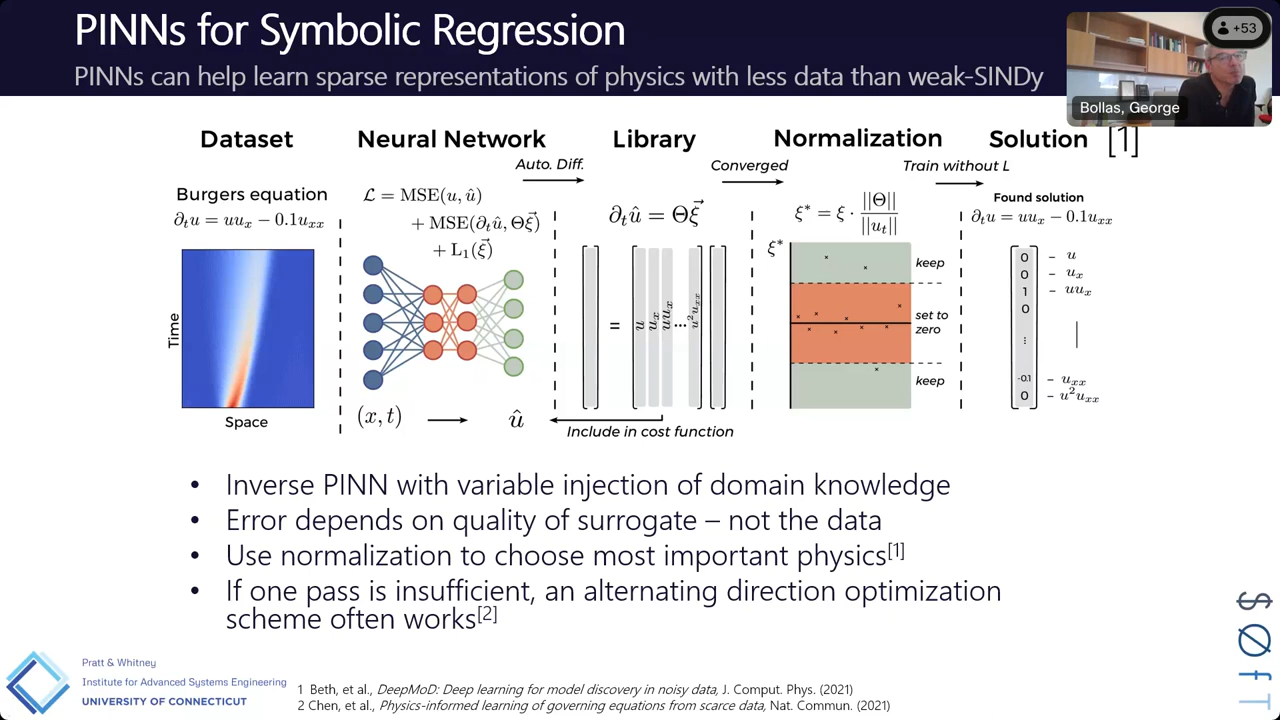 PINNs for Symbolic Regression
PINNs can help learn sparse representations of physics with less data than weak-SINDy
+53
Bollas, George
Dataset
Neural Network
Library
Normalization
Solution [1]
Auto. Diff.
Converged
Train without L
Burgers equation
∂ₜu = uuₓ − 0.1uₓₓ
ℒ = MSE(u, û)
+ MSE(∂ₜû, Θξ⃗)
+ L₁(ξ⃗)
∂ₜû = Θξ⃗
ξ* = ξ · ||Θ|| / ||uₜ||
Found solution
∂ₜu = uuₓ − 0.1uₓₓ
Time
Space
(x, t)
û
=
u
uₓ
uuₓ
...
u²uₓₓ
Include in cost function
ξ*
keep
set to
zero
keep
0 – u
0 – uₓ
1 – uuₓ
0
⋮
-0.1 – uₓₓ
0 – u²uₓₓ
• Inverse PINN with variable injection of domain knowledge
• Error depends on quality of surrogate – not the data
• Use normalization to choose most important physics[1]
• If one pass is insufficient, an alternating direction optimization
scheme often works[2]
Pratt & Whitney
Institute for Advanced Systems Engineering
UNIVERSITY OF CONNECTICUT
1 Beth, et al., DeepMoD: Deep learning for model discovery in noisy data, J. Comput. Phys. (2021)
2 Chen, et al., Physics-informed learning of governing equations from scarce data, Nat. Commun. (2021)